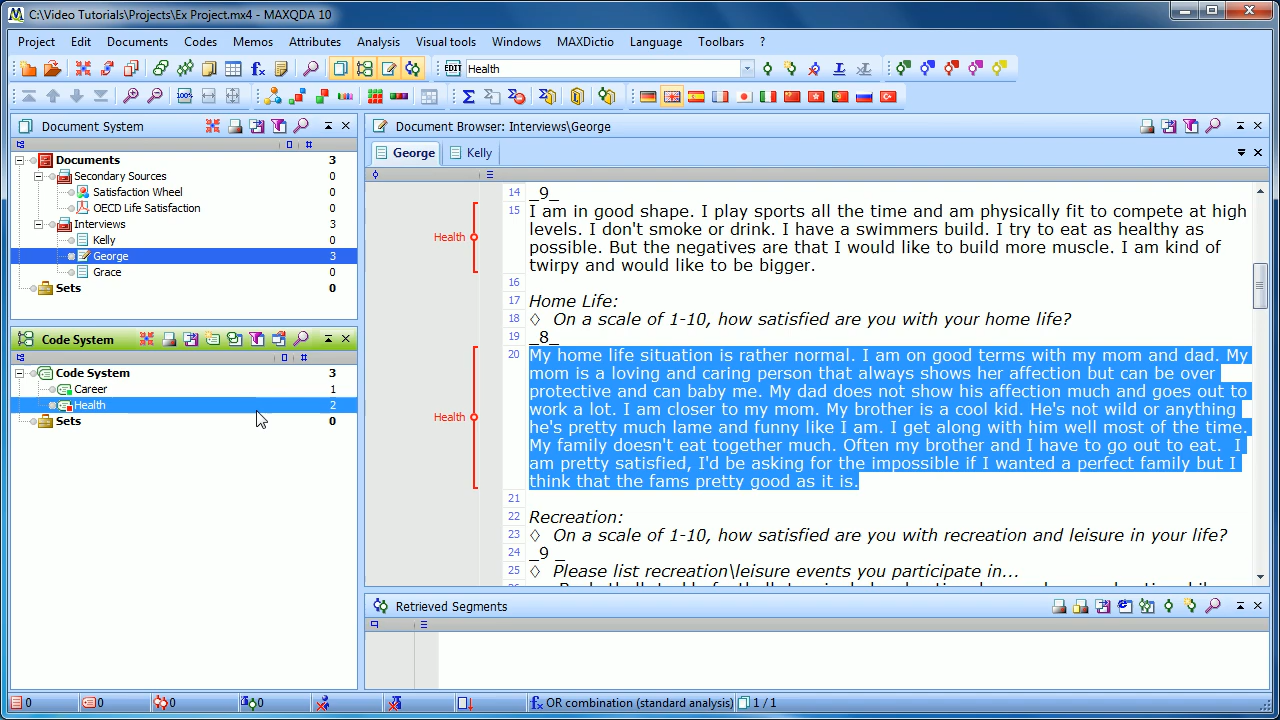 C:\Video Tutorials\Projects\Ex Project.mx4 - MAXQDA 10
Project Edit Documents Codes Memos Attributes Analysis Visual tools Windows MAXDictio Language Toolbars ?
EDIT Health
100%
Document System
Documents 3
Secondary Sources 0
Satisfaction Wheel 0
OECD Life Satisfaction 0
Interviews 3
Kelly 0
George 3
Grace 0
Sets 0
Code System
Code System 3
Career 1
Health 2
Sets 0
Document Browser: Interviews\George
George Kelly
14 _9_
15 I am in good shape. I play sports all the time and am physically fit to compete at high
levels. I don't smoke or drink. I have a swimmers build. I try to eat as healthy as
Health
possible. But the negatives are that I would like to build more muscle. I am kind of
twirpy and would like to be bigger.
16
17 Home Life:
18 ◊ On a scale of 1-10, how satisfied are you with your home life?
19 _8_
20 My home life situation is rather normal. I am on good terms with my mom and dad. My
mom is a loving and caring person that always shows her affection but can be over
protective and can baby me. My dad does not show his affection much and goes out to
work a lot. I am closer to my mom. My brother is a cool kid. He's not wild or anything
Health
he's pretty much lame and funny like I am. I get along with him well most of the time.
My family doesn't eat together much. Often my brother and I have to go out to eat. I
am pretty satisfied, I'd be asking for the impossible if I wanted a perfect family but I
think that the fams pretty good as it is.
21
22 Recreation:
23 ◊ On a scale of 1-10, how satisfied are you with recreation and leisure in your life?
24 _9 _
25 ◊ Please list recreation\leisure events you participate in...
Retrieved Segments
0 0 0 0 OR combination (standard analysis) 1 / 1